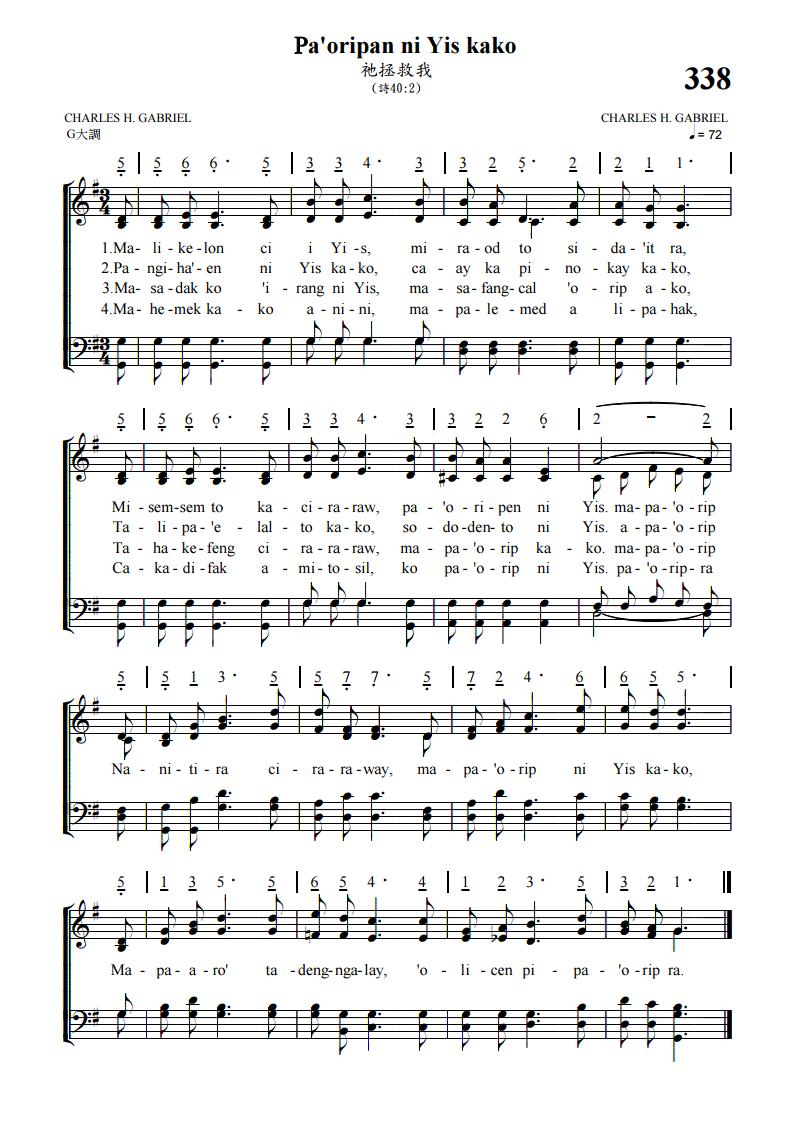 Pa'oripan ni Yis kako
祂拯救我
（詩40:2）
338
CHARLES H. GABRIEL
CHARLES H. GABRIEL
G大調
♩ = 72
5 | 5 6 6 · 5 | 3 3 4 · 3 | 3 2 5 · 2 | 2 1 1 · |
1.Ma- li - ke-lon ci i Yi-s, mi - ra-od to si - da-'it ra,
2.Pa - ngi-ha'- en ni Yis ka-ko, ca - ay ka pi - no - kay ka-ko,
3.Ma - sa-dak ko 'i - rang ni Yis, ma - sa-fang-cal 'o - rip a-ko,
4.Ma - he-mek ka - ko a - ni - ni, ma - pa - le-med a li - pa-hak,
5 | 5 6 6 · 5 | 3 3 4 · 3 | 3 2 2 6 | 2 - 2 |
Mi - sem-sem to ka - ci - ra-raw, pa - 'o - ri-pen ni Yis. ma-pa-'o-rip
Ta - li - pa-'e - lal - to ka-ko, so - do-den-to ni Yis. a - pa-'o-rip
Ta - ha - ke-feng ci - ra - ra-raw, ma - pa-'o - rip ka - ko. ma-pa-'o-rip
Ca - ka-di-fak a - mi - to-sil, ko pa-'o - rip ni Yis. pa-'o-rip-ra
5 | 5 1 3 · 5 | 5 7 7 · 5 | 7 2 4 · 6 | 6 5 5 · |
Na - ni - ti-ra ci - ra - ra-way, ma - pa-'o-rip ni Yis ka-ko,
5 | 1 3 5 · 5 | 6 5 4 · 4 | 1 2 3 · 5 | 3 2 1 · ||
Ma - pa - a-ro' ta - deng-nga-lay, 'o - li-cen pi - pa - 'o-rip ra.